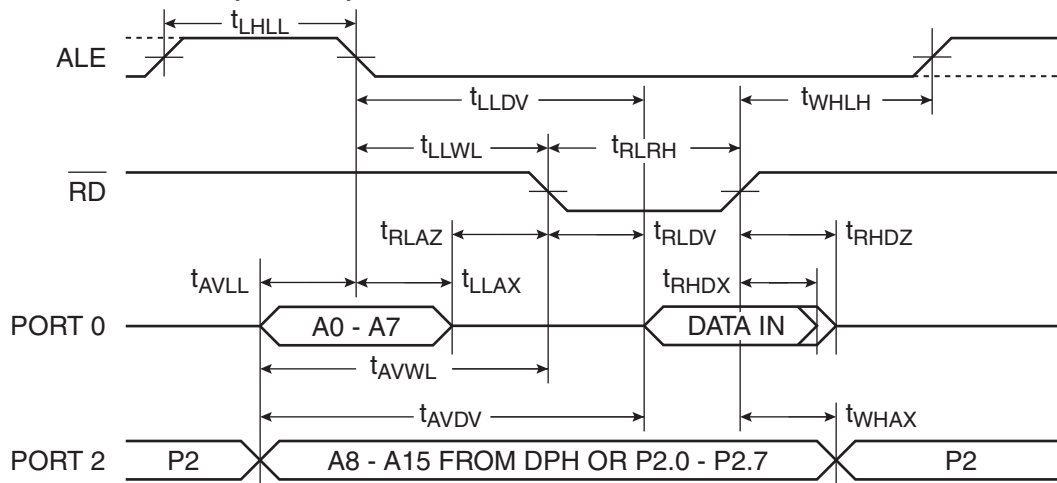 tLHLL
ALE
tLLDV
tWHLH
tLLWL
tRLRH
RD
tRLAZ
tRLDV
tRHDZ
tAVLL
tLLAX
tRHDX
PORT 0
A0 - A7
DATA IN
tAVWL
tAVDV
tWHAX
PORT 2
P2
A8 - A15 FROM DPH OR P2.0 - P2.7
P2